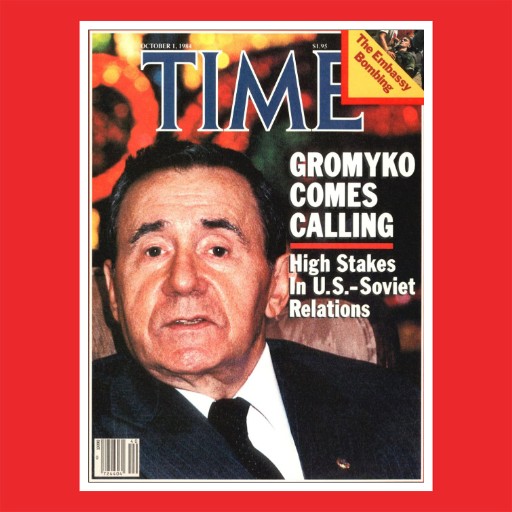 OCTOBER 1, 1984
$1.95
TIME
The Embassy
Bombing
GROMYKO
COMES
CALLING
High Stakes
In U.S.-Soviet
Relations